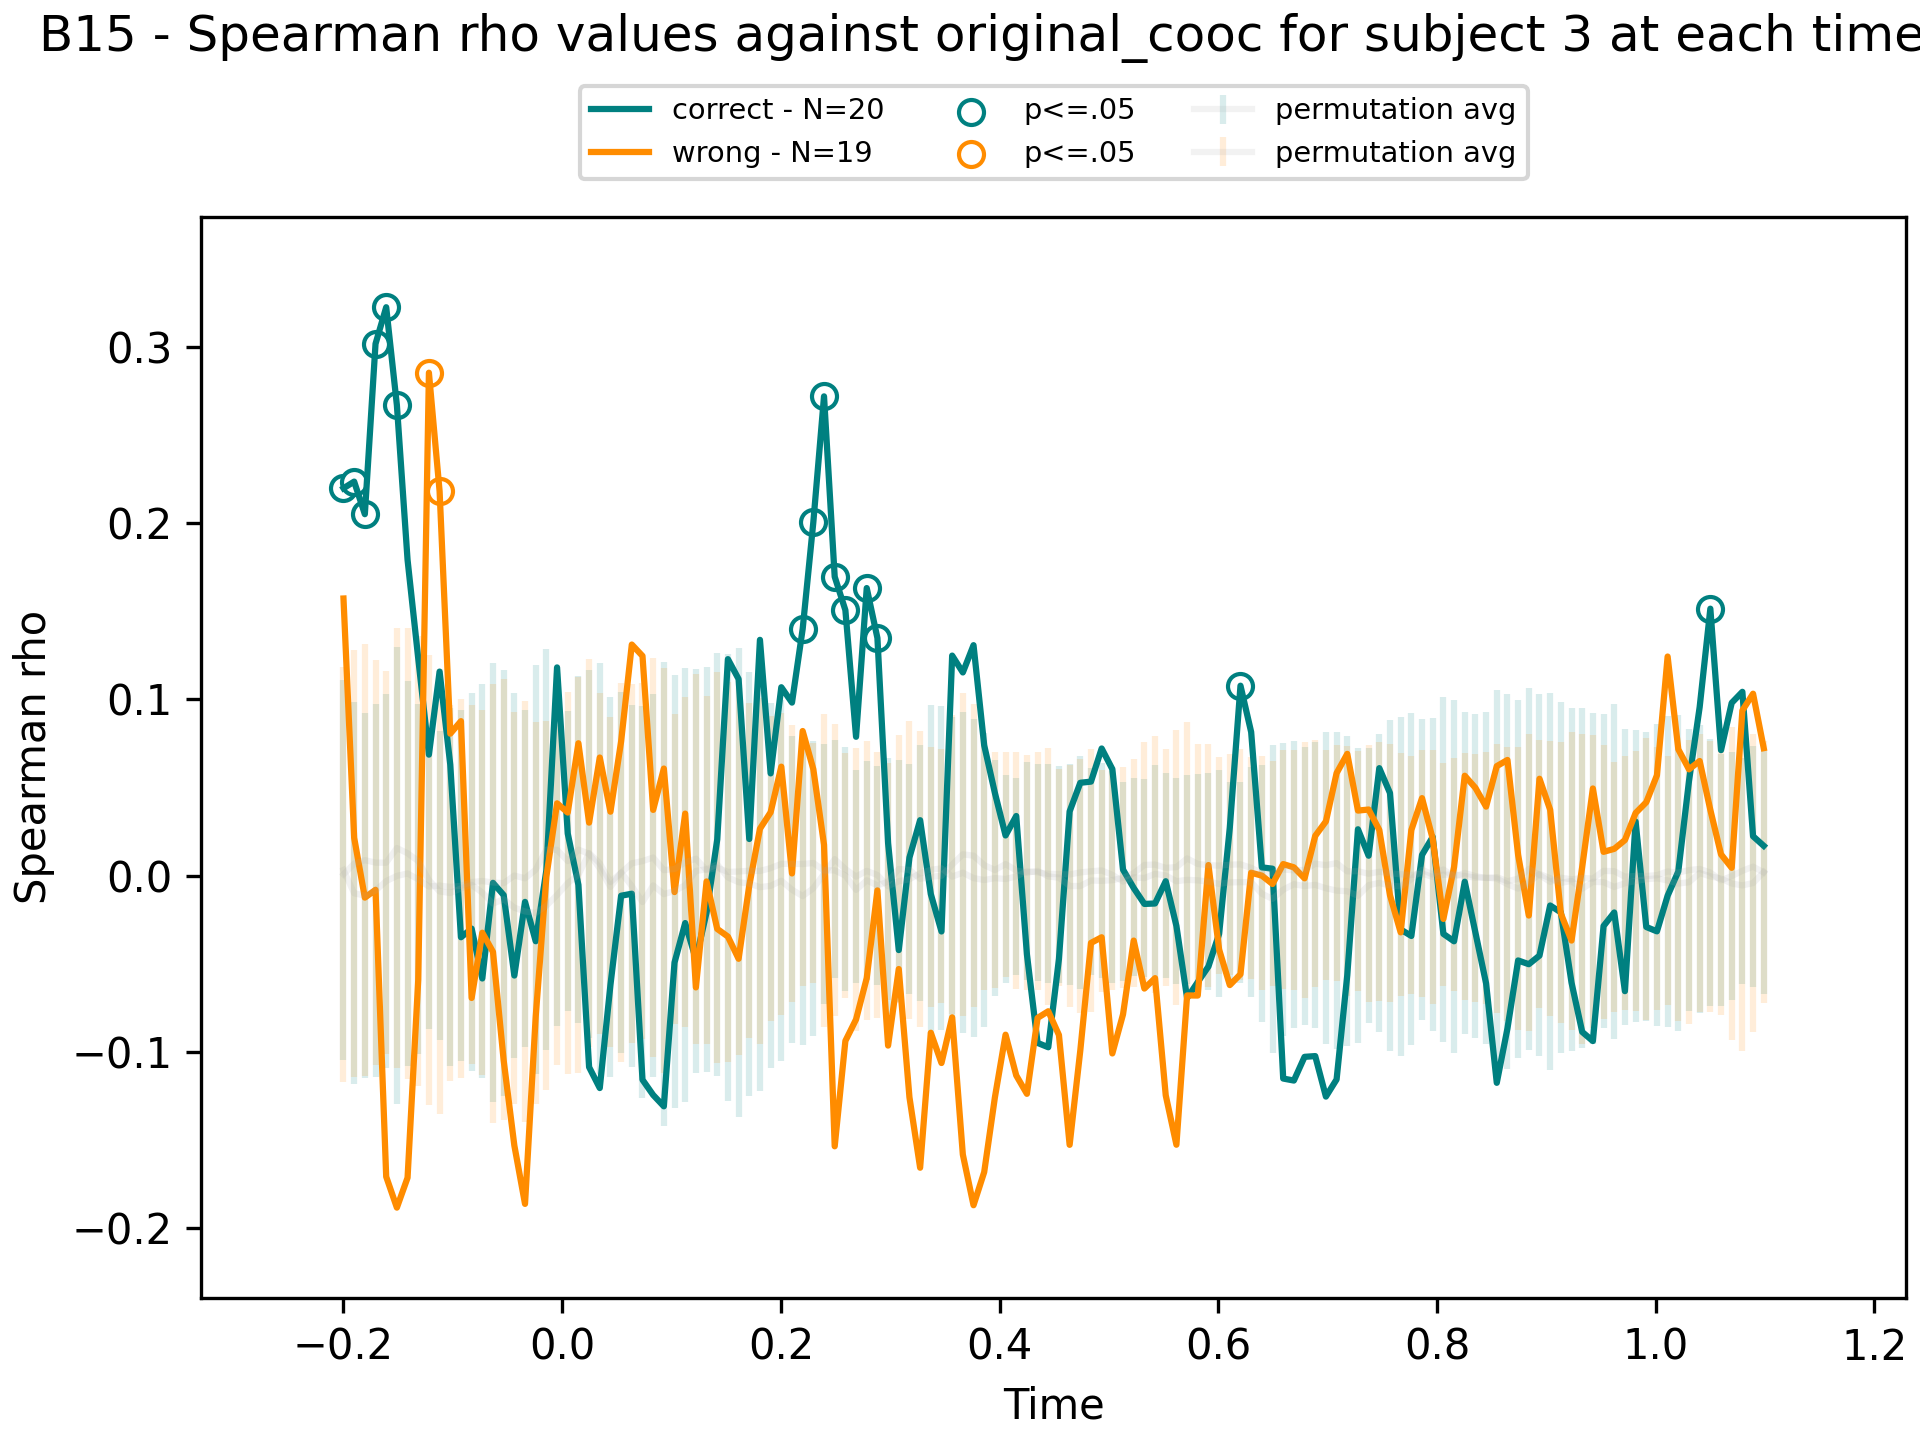 B15 - Spearman rho values against original_cooc for subject 3 at each time
correct - N=20
wrong - N=19
p<=.05
p<=.05
permutation avg
permutation avg
Spearman rho
0.3
0.2
0.1
0.0
−0.1
−0.2
−0.2
0.0
0.2
0.4
0.6
0.8
1.0
1.2
Time